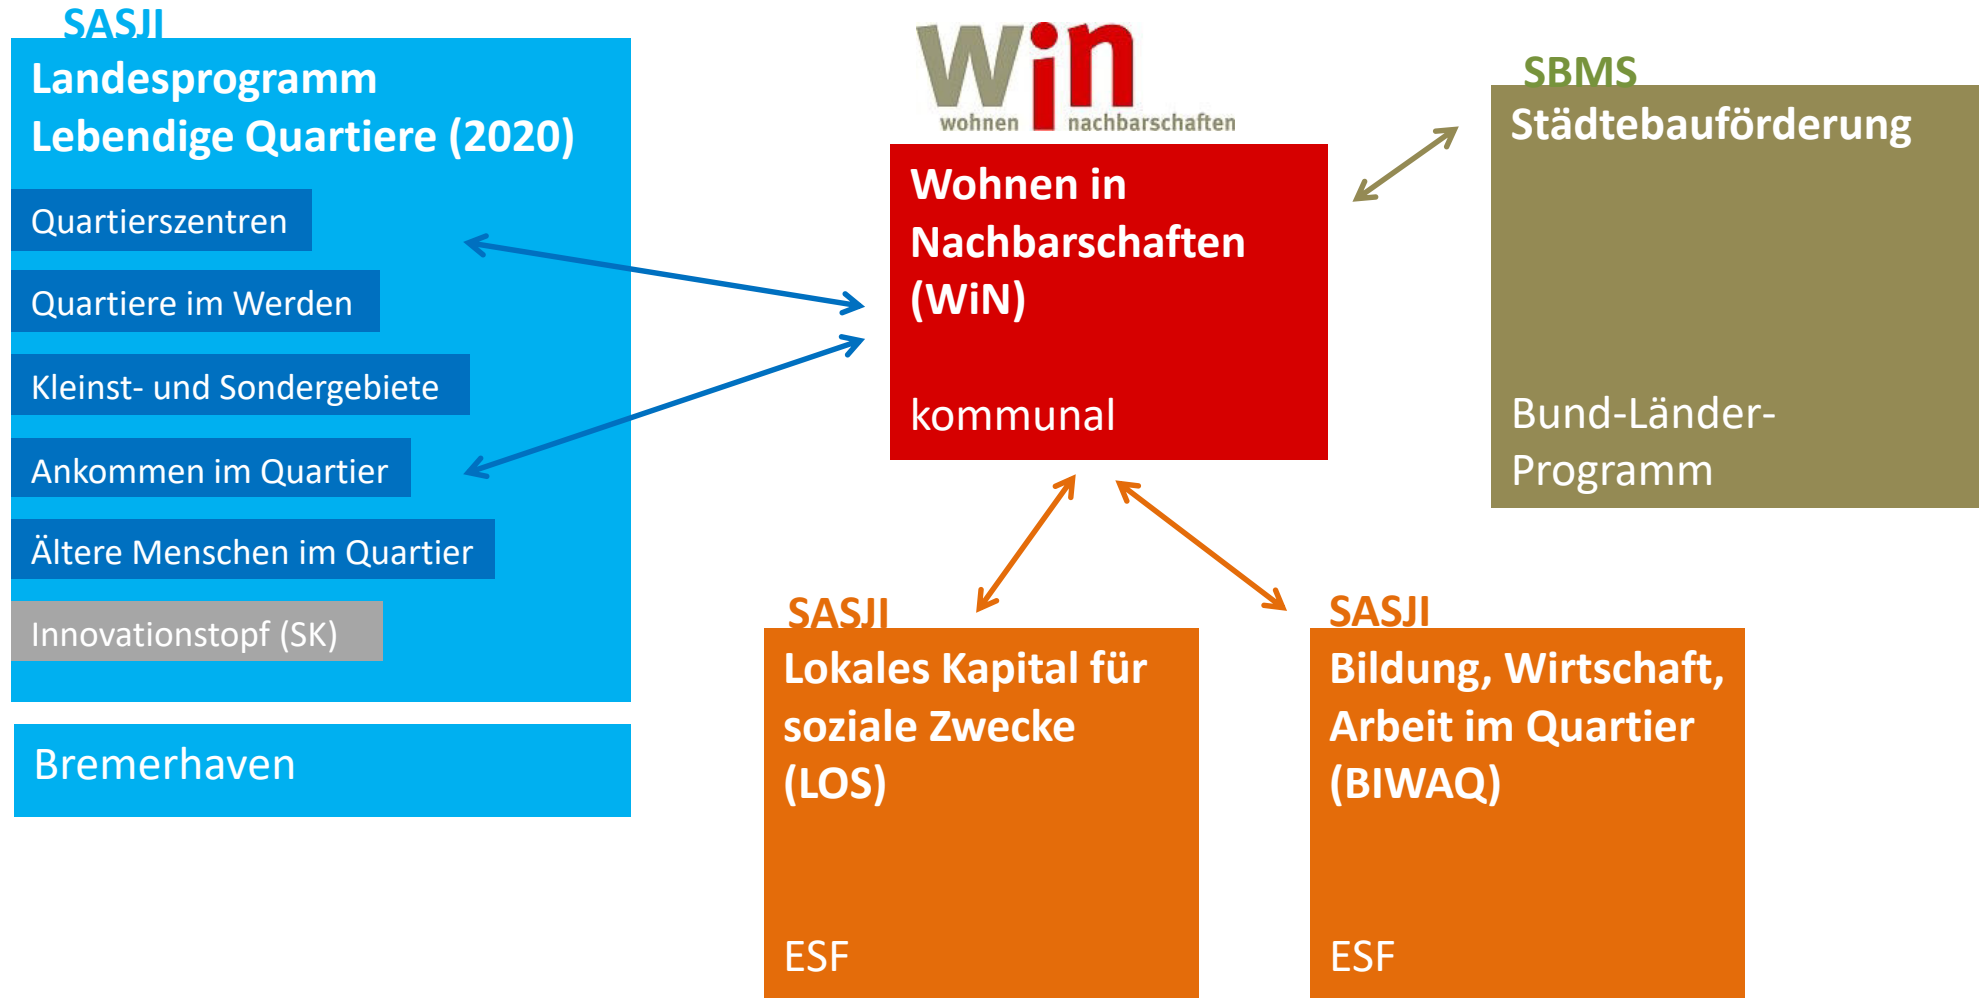 SASJI
Landesprogramm
Lebendige Quartiere (2020)
Quartierszentren
Quartiere im Werden
Kleinst- und Sondergebiete
Ankommen im Quartier
Ältere Menschen im Quartier
Innovationstopf (SK)
Bremerhaven
Win
wohnen nachbarschaften
Wohnen in
Nachbarschaften
(WiN)
kommunal
SBMS
Städtebauförderung
Bund-Länder-
Programm
SASJI
Lokales Kapital für
soziale Zwecke
(LOS)
ESF
SASJI
Bildung, Wirtschaft,
Arbeit im Quartier
(BIWAQ)
ESF